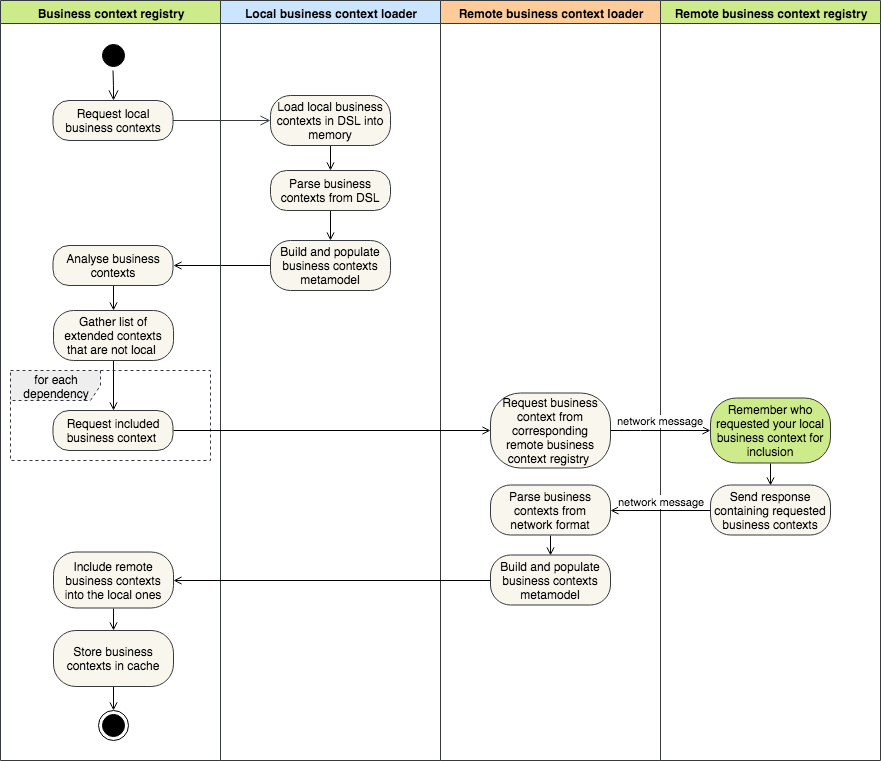 Business context registry
Local business context loader
Remote business context loader
Remote business context registry
Request local
business contexts
Load local business
contexts in DSL into
memory
Parse business
contexts from DSL
Build and populate
business contexts
metamodel
Analyse business
contexts
Gather list of
extended contexts
that are not local
for each
dependency
Request included
business context
Request business
context from
corresponding
remote business
context registry
network message
Remember who
requested your local
business context for
inclusion
Send response
containing requested
business contexts
network message
Parse business
contexts from
network format
Build and populate
business contexts
metamodel
Include remote
business contexts
into the local ones
Store business
contexts in cache